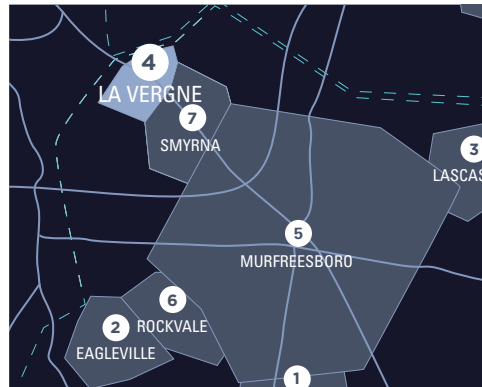 4
LA VERGNE
7
SMYRNA
3
LASCAS
5
MURFREESBORO
6
ROCKVALE
2
EAGLEVILLE
1